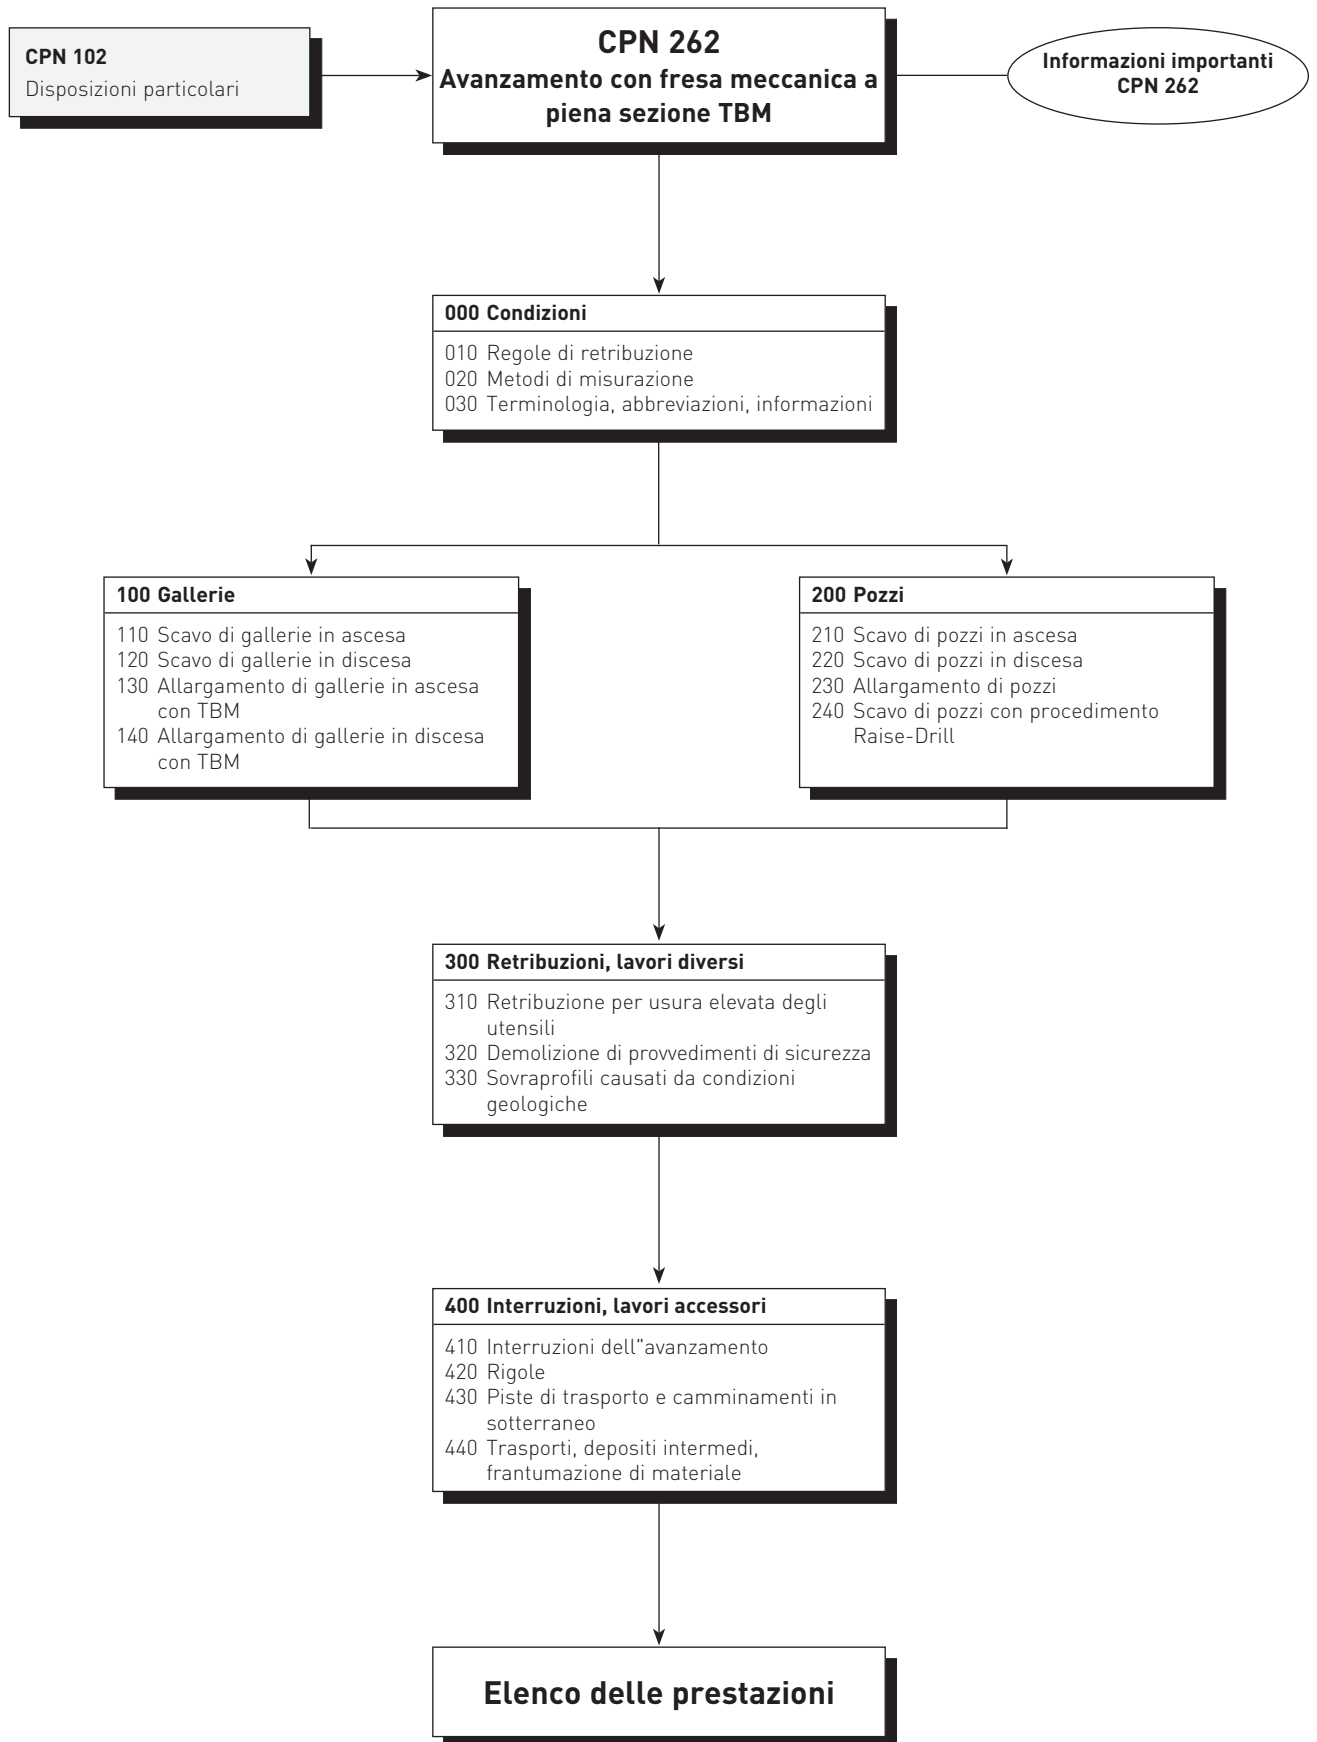 CPN 102
Disposizioni particolari
CPN 262
Avanzamento con fresa meccanica a
piena sezione TBM
Informazioni importanti
CPN 262
000 Condizioni
010 Regole di retribuzione
020 Metodi di misurazione
030 Terminologia, abbreviazioni, informazioni
100 Gallerie
110 Scavo di gallerie in ascesa
120 Scavo di gallerie in discesa
130 Allargamento di gallerie in ascesa
con TBM
140 Allargamento di gallerie in discesa
con TBM
200 Pozzi
210 Scavo di pozzi in ascesa
220 Scavo di pozzi in discesa
230 Allargamento di pozzi
240 Scavo di pozzi con procedimento
Raise-Drill
300 Retribuzioni, lavori diversi
310 Retribuzione per usura elevata degli
utensili
320 Demolizione di provvedimenti di sicurezza
330 Sovraprofili causati da condizioni
geologiche
400 Interruzioni, lavori accessori
410 Interruzioni dell"avanzamento
420 Rigole
430 Piste di trasporto e camminamenti in
sotterraneo
440 Trasporti, depositi intermedi,
frantumazione di materiale
Elenco delle prestazioni